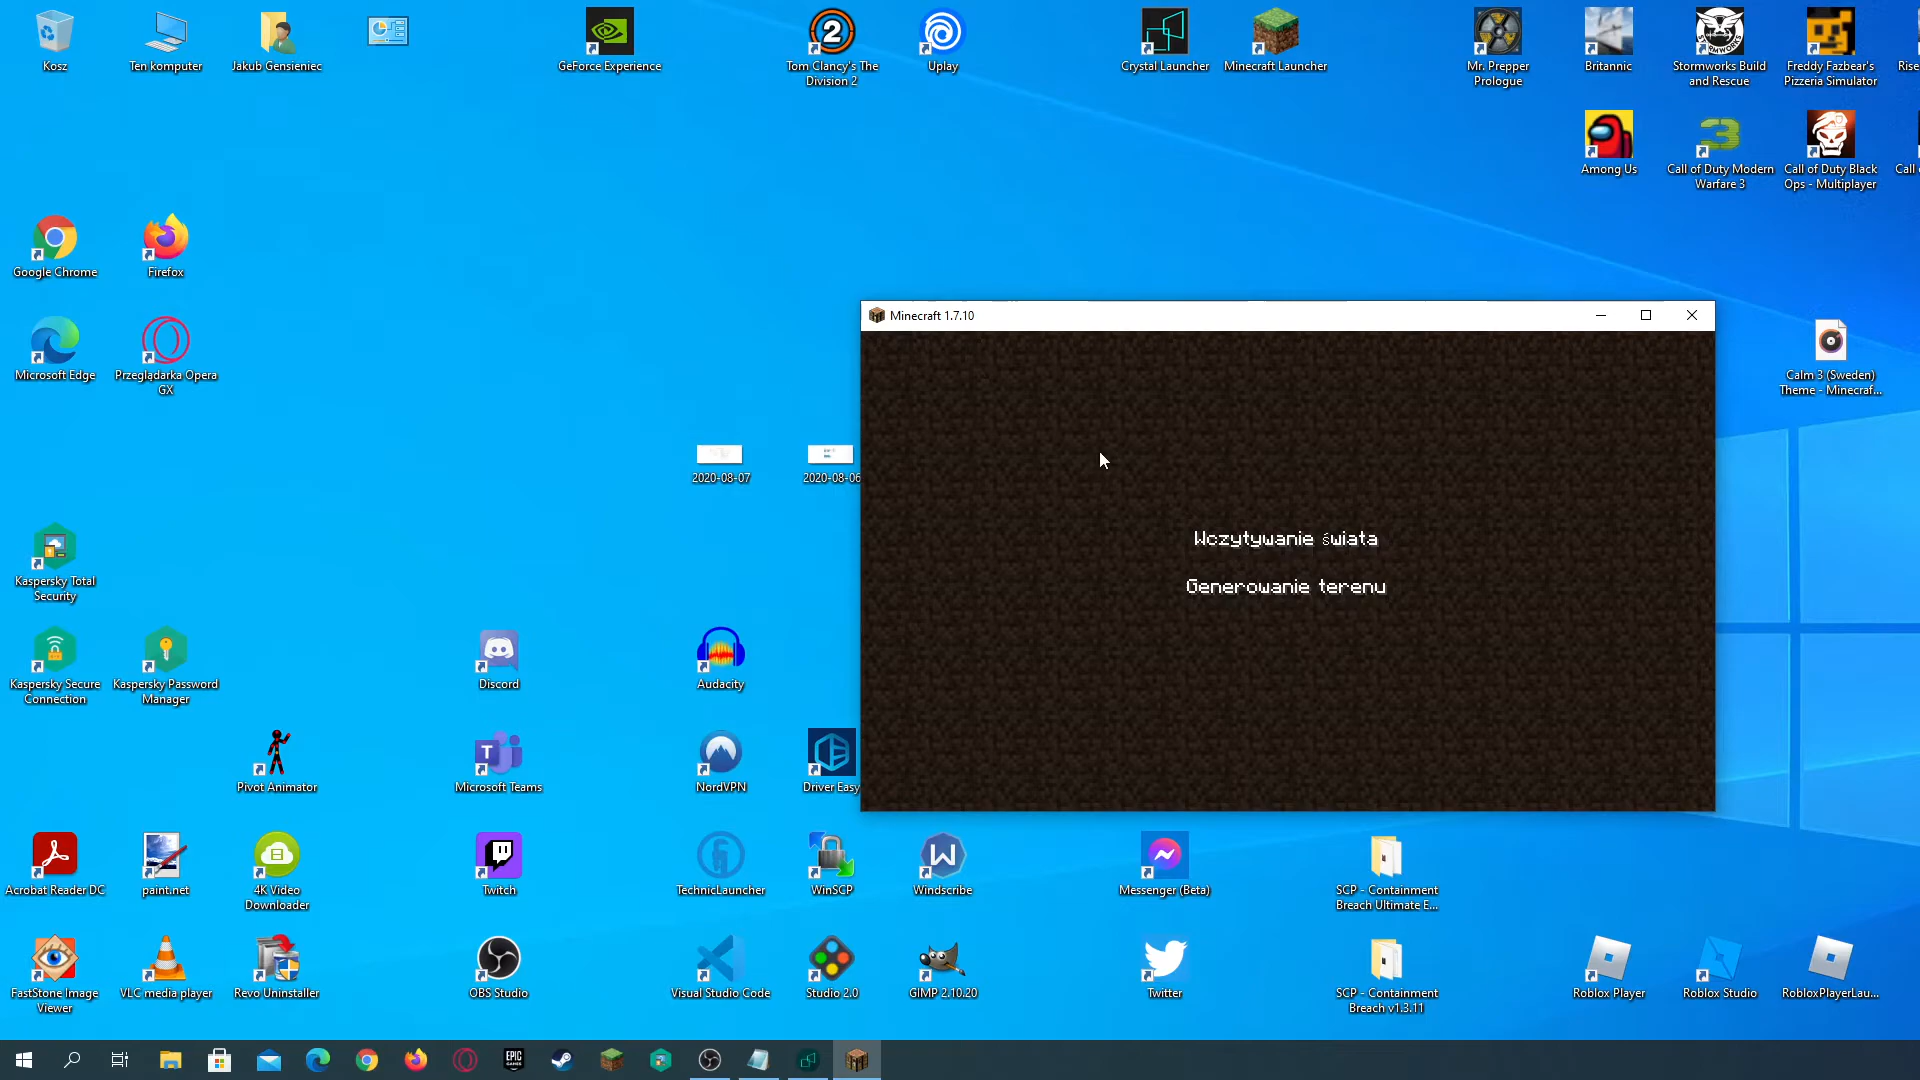 Kosz
Ten komputer
Jakub Gensieniec
GeForce Experience
Tom Clancy's The
Division 2
Uplay
Crystal Launcher
Minecraft Launcher
Mr. Prepper
Prologue
Britannic
Stormworks Build
and Rescue
Freddy Fazbear's
Pizzeria Simulator
Rise
Among Us
Call of Duty Modern
Warfare 3
Call of Duty Black
Ops - Multiplayer
Call
Google Chrome
Firefox
Minecraft 1.7.10
Microsoft Edge
Przeglądarka Opera
GX
Calm 3 (Sweden)
Theme - Minecraf...
2020-08-07
2020-08-06
Wczytywanie świata
Generowanie terenu
Kaspersky Total
Security
Kaspersky Secure
Connection
Kaspersky Password
Manager
Discord
Audacity
Pivot Animator
Microsoft Teams
NordVPN
Driver Easy
Acrobat Reader DC
paint.net
4K Video
Downloader
Twitch
TechnicLauncher
WinSCP
Windscribe
Messenger (Beta)
SCP - Containment
Breach Ultimate E...
FastStone Image
Viewer
VLC media player
Revo Uninstaller
OBS Studio
Visual Studio Code
Studio 2.0
GIMP 2.10.20
Twitter
SCP - Containment
Breach v1.3.11
Roblox Player
Roblox Studio
RobloxPlayerLau...
EPIC